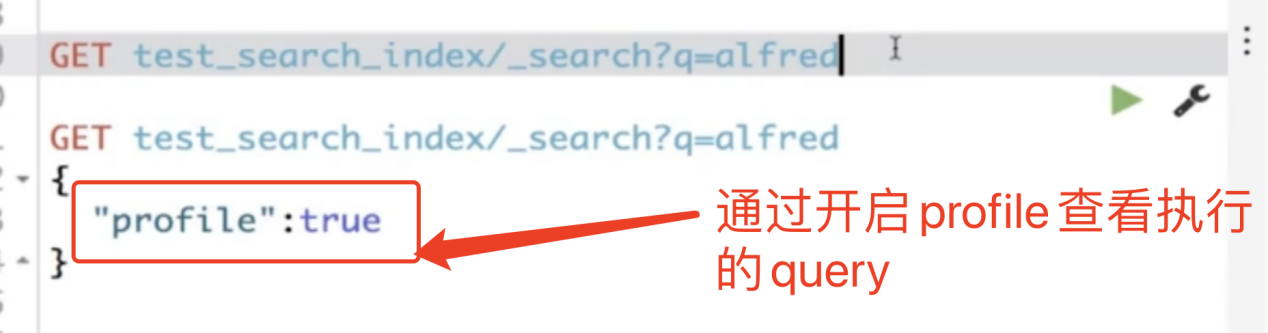 GET test_search_index/_search?q=alfred
GET test_search_index/_search?q=alfred
{
"profile":true
}
通过开启profile查看执行
的query